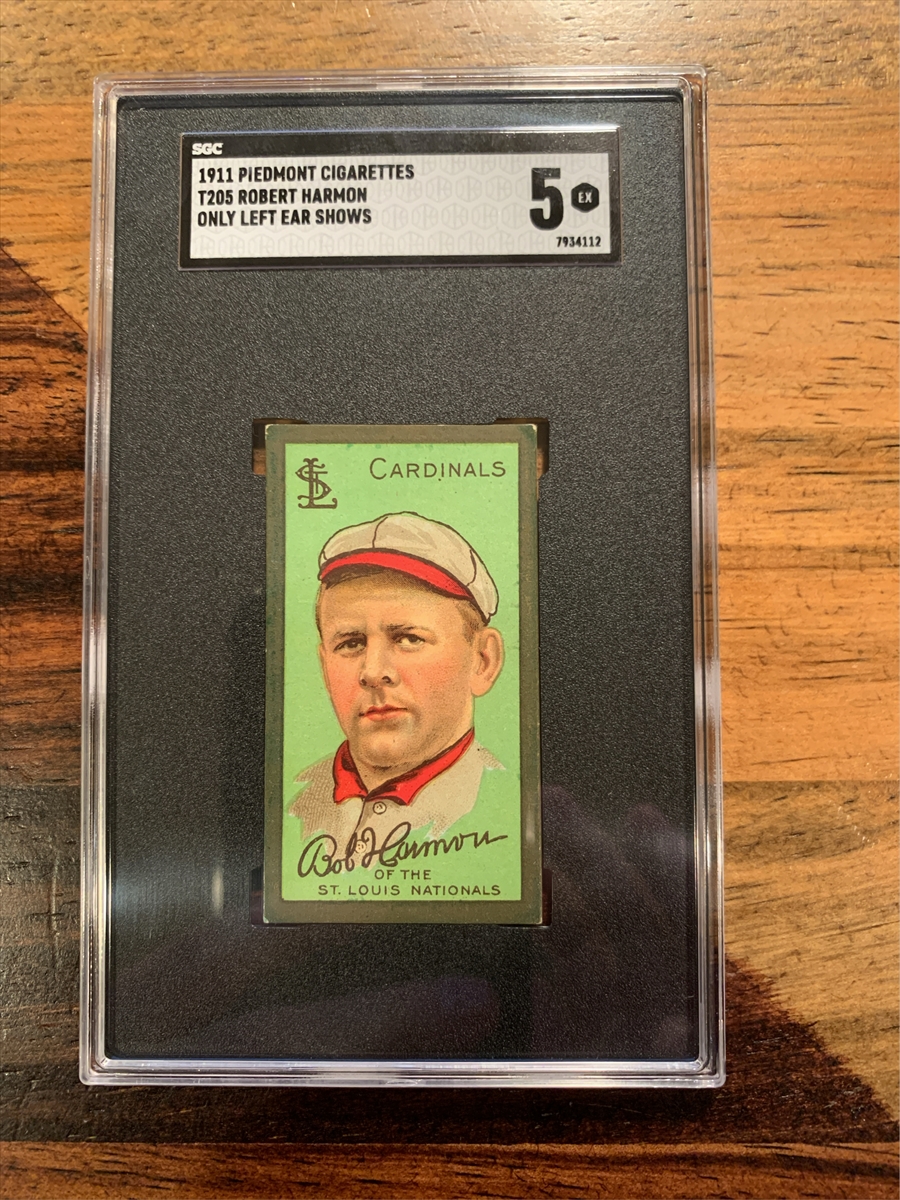 SGC
1911 PIEDMONT CIGARETTES
T205 ROBERT HARMON
ONLY LEFT EAR SHOWS
5 EX
7934112
STL CARDINALS
Bob Harmon
OF THE
ST. LOUIS NATIONALS